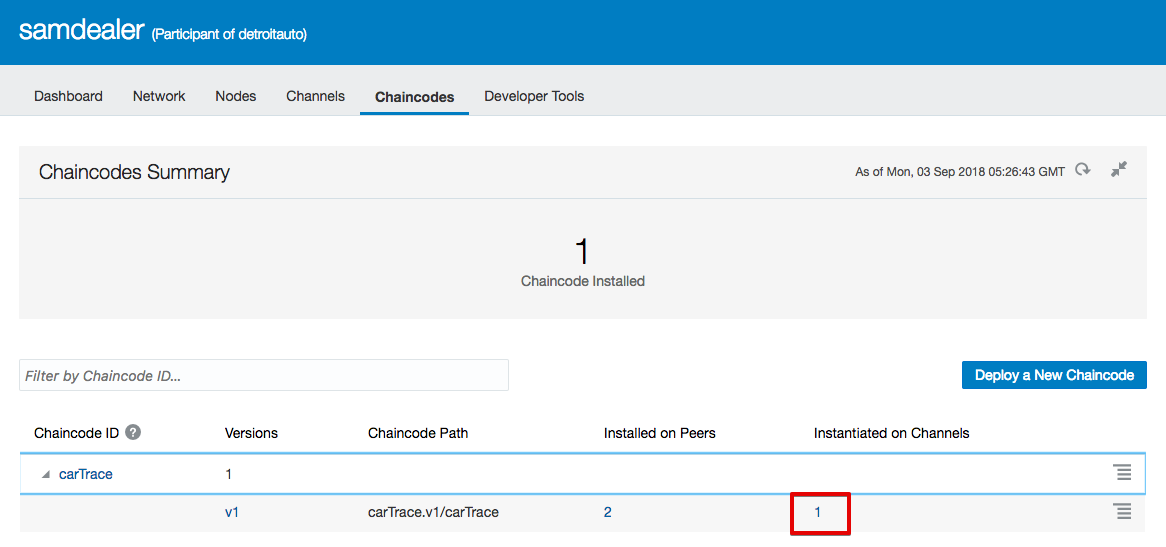 samdealer (Participant of detroitauto)
Dashboard Network Nodes Channels Chaincodes Developer Tools
Chaincodes Summary As of Mon, 03 Sep 2018 05:26:43 GMT
1
Chaincode Installed
Filter by Chaincode ID... Deploy a New Chaincode
Chaincode ID ? Versions Chaincode Path Installed on Peers Instantiated on Channels
carTrace 1
v1 carTrace.v1/carTrace 2 1